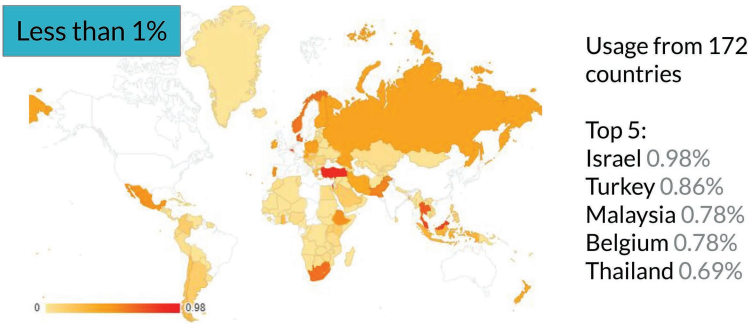 Less than 1%
Usage from 172
countries
Top 5:
Israel 0.98%
Turkey 0.86%
Malaysia 0.78%
Belgium 0.78%
Thailand 0.69%
0
0.98